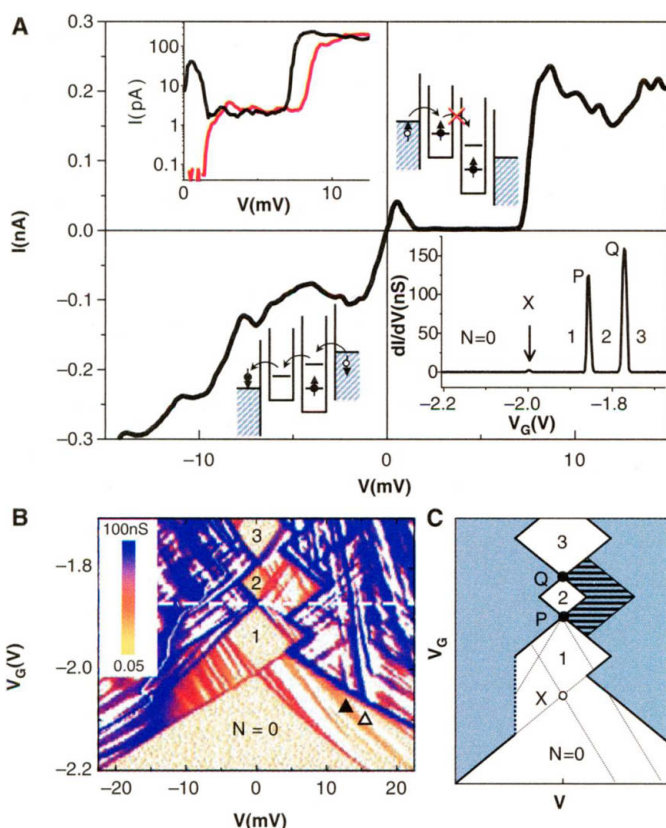 A
0.3
0.2
0.1
0.0
−0.1
−0.2
−0.3
I(nA)
−10
0
10
V(mV)
100
10
1
0.1
I(pA)
0
10
V(mV)
150
100
50
0
dI/dV(nS)
N=0
X
1
P
2
Q
3
−2.2
−2.0
−1.8
V_G(V)
B
100nS
0.05
−1.8
−2.0
−2.2
V_G(V)
3
2
1
N = 0
−20
−10
0
10
20
V(mV)
C
V_G
3
Q
2
P
1
X
N=0
V